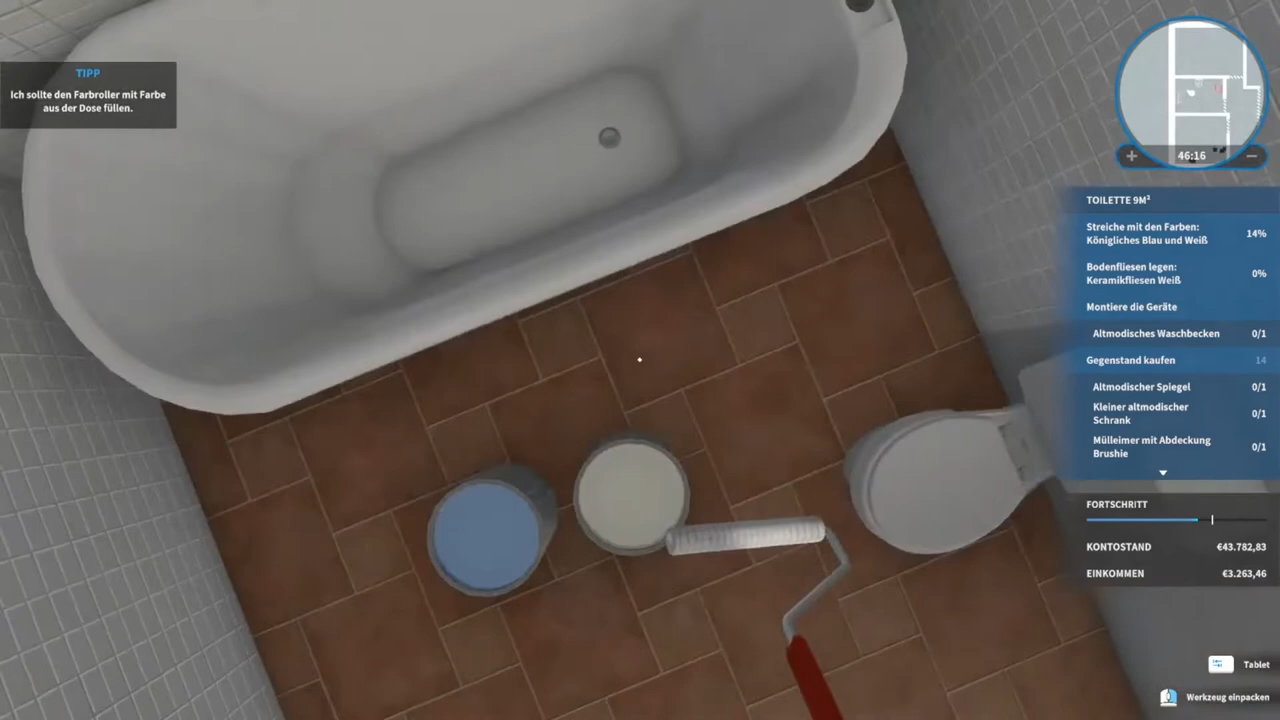 TIPP
Ich sollte den Farbroller mit Farbe
aus der Dose füllen.
46:16
TOILETTE 9M²
Streiche mit den Farben:
Königliches Blau und Weiß
14%
Bodenfliesen legen:
Keramikfliesen Weiß
0%
Montiere die Geräte
Altmodisches Waschbecken 0/1
Gegenstand kaufen 14
Altmodischer Spiegel 0/1
Kleiner altmodischer
Schrank
0/1
Mülleimer mit Abdeckung
Brushie
0/1
FORTSCHRITT
KONTOSTAND €43.782,83
EINKOMMEN €3.263,46
Tablet
Werkzeug einpacken